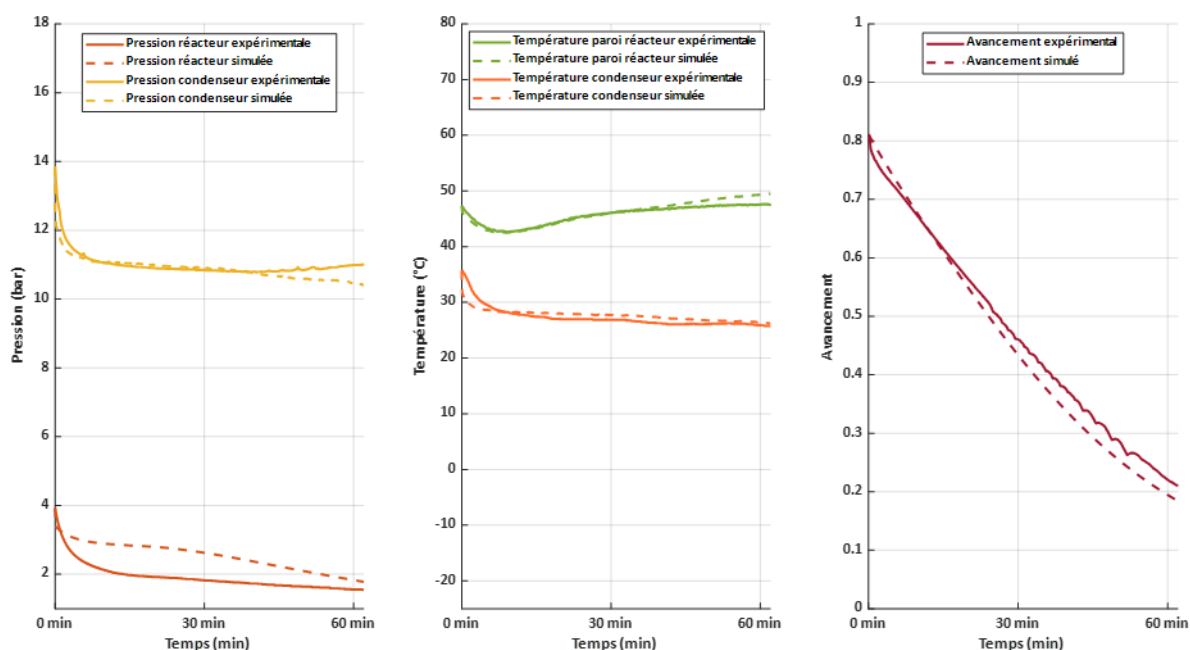 18
16
14
12
10
8
6
4
2
Pression (bar)
Pression réacteur expérimentale
Pression réacteur simulée
Pression condenseur expérimentale
Pression condenseur simulée
0 min
30 min
60 min
Temps (min)
80
70
60
50
40
30
20
10
0
-10
-20
Température (°C)
Température paroi réacteur expérimentale
Température paroi réacteur simulée
Température condenseur expérimentale
Température condenseur simulée
0 min
30 min
60 min
Temps (min)
1
0.9
0.8
0.7
0.6
0.5
0.4
0.3
0.2
0.1
0
Avancement
Avancement expérimental
Avancement simulé
0 min
30 min
60 min
Temps (min)